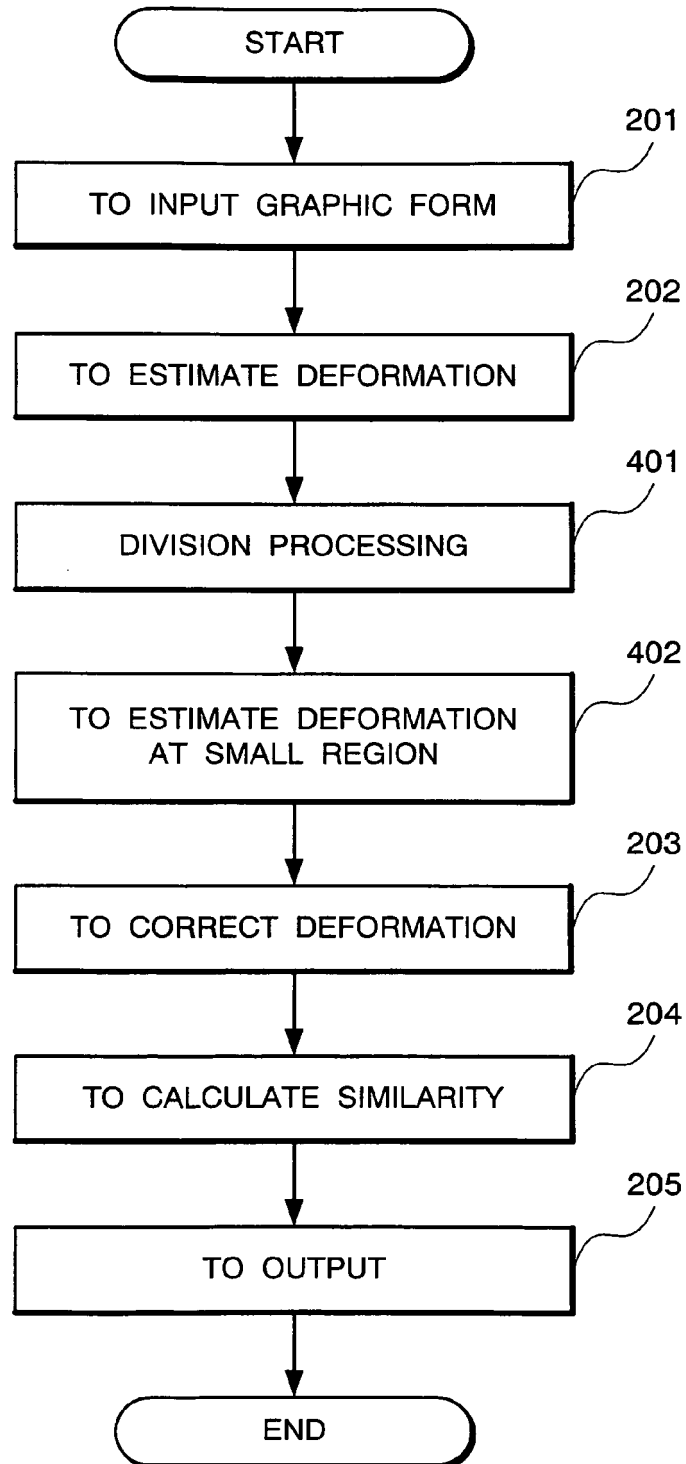 START
201
TO INPUT GRAPHIC FORM
202
TO ESTIMATE DEFORMATION
401
DIVISION PROCESSING
402
TO ESTIMATE DEFORMATION
AT SMALL REGION
203
TO CORRECT DEFORMATION
204
TO CALCULATE SIMILARITY
205
TO OUTPUT
END